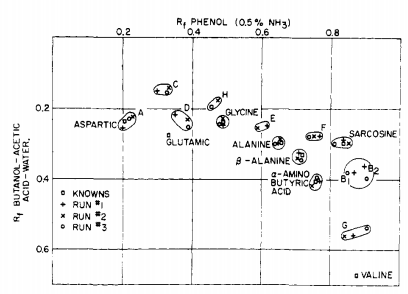 Rf PHENOL (0.5% NH3)
0.2 0.4 0.6 0.8
Rf BUTANOL-ACETIC
ACID-WATER,
0.2
0.4
0.6
C
H
A
D
ASPARTIC
GLYCINE
E
F
SARCOSINE
GLUTAMIC
ALANINE
β-ALANINE
B1
B2
α-AMINO
BUTYRIC
ACID
G
VALINE
KNOWNS
RUN #1
RUN #2
RUN #3